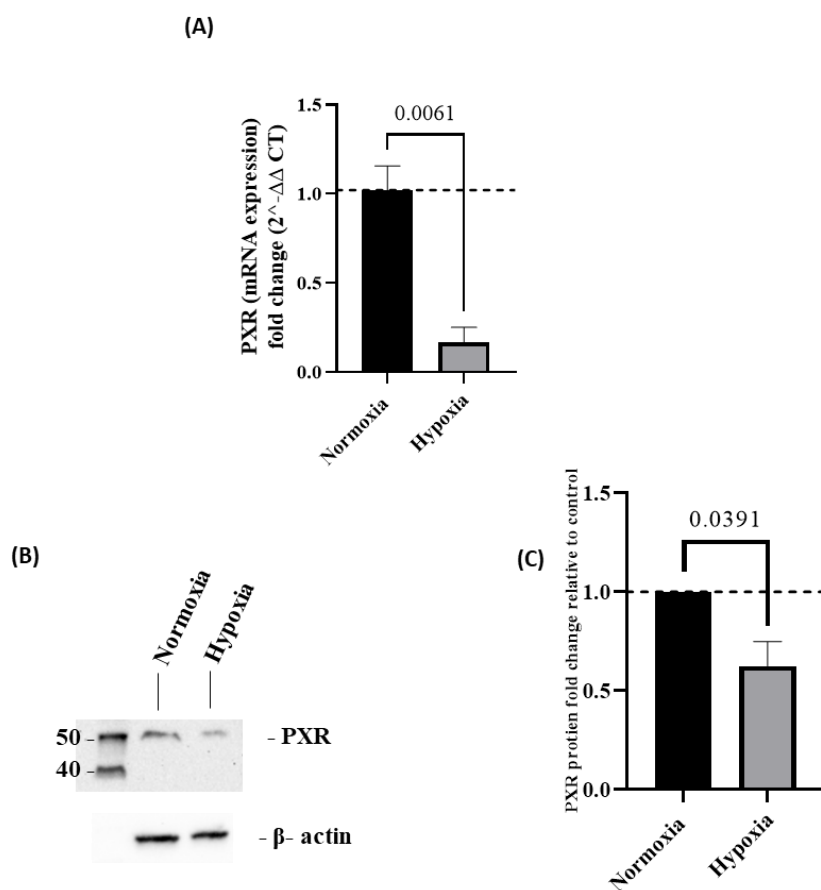 (A)
PXR (mRNA expression)
fold change (2^-ΔΔ CT)
1.5
1.0
0.5
0.0
0.0061
Normoxia
Hypoxia
(B)
Normoxia
Hypoxia
50 -
40 -
- PXR
- β- actin
(C)
PXR protien fold change relative to control
1.5
1.0
0.5
0.0
0.0391
Normoxia
Hypoxia